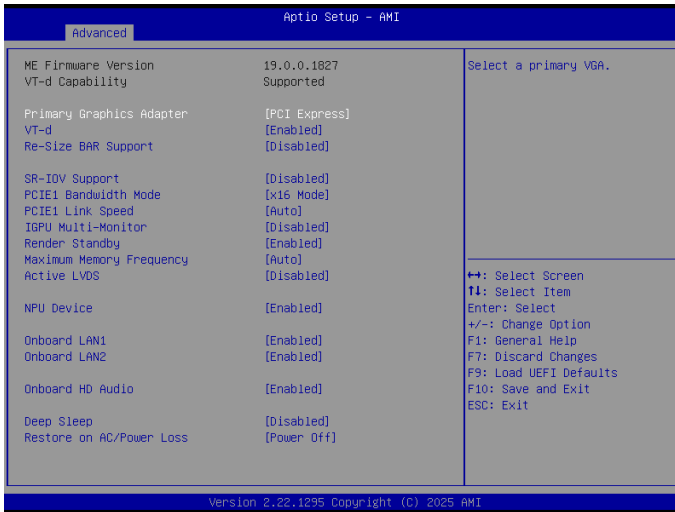 Aptio Setup – AMI
Advanced
ME Firmware Version 19.0.0.1827
VT-d Capability Supported
Primary Graphics Adapter [PCI Express]
VT-d [Enabled]
Re-Size BAR Support [Disabled]
SR-IOV Support [Disabled]
PCIE1 Bandwidth Mode [x16 Mode]
PCIE1 Link Speed [Auto]
IGPU Multi-Monitor [Disabled]
Render Standby [Enabled]
Maximum Memory Frequency [Auto]
Active LVDS [Disabled]
NPU Device [Enabled]
Onboard LAN1 [Enabled]
Onboard LAN2 [Enabled]
Onboard HD Audio [Enabled]
Deep Sleep [Disabled]
Restore on AC/Power Loss [Power Off]
Select a primary VGA.
↔: Select Screen
↑↓: Select Item
Enter: Select
+/-: Change Option
F1: General Help
F7: Discard Changes
F9: Load UEFI Defaults
F10: Save and Exit
ESC: Exit
Version 2.22.1295 Copyright (C) 2025 AMI